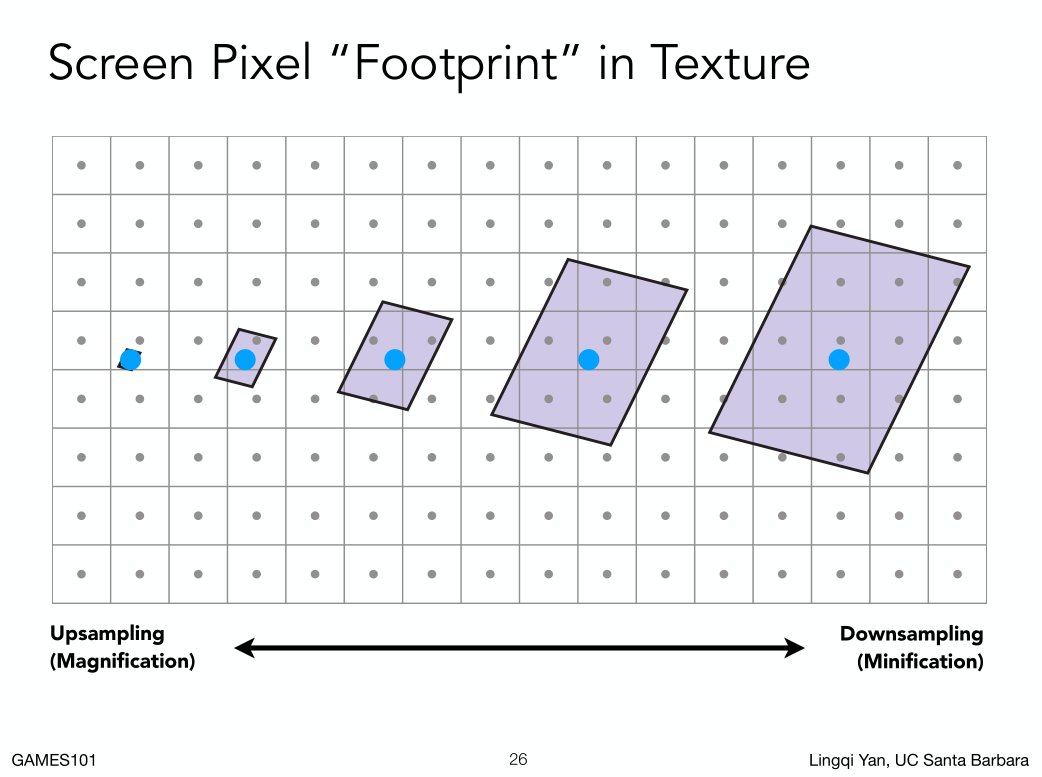 Screen Pixel “Footprint” in Texture
Upsampling
(Magnification)
Downsampling
(Minification)
GAMES101
26
Lingqi Yan, UC Santa Barbara